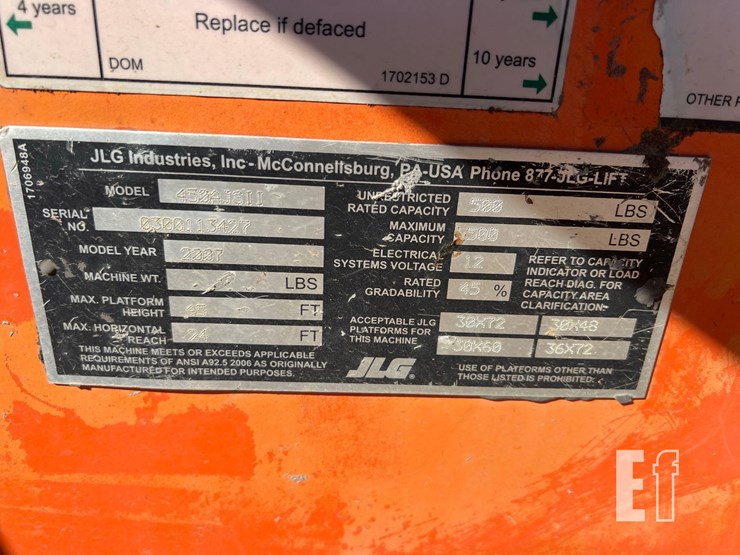 4 years
Replace if defaced
DOM
1702153 D
10 years
OTHER
1706948A
JLG Industries, Inc - McConnellsburg, PA-USA Phone 877-JLG-LIFT
MODEL 450AJSII
SERIAL NO. 0300113427
MODEL YEAR 2007
MACHINE WT. LBS
MAX. PLATFORM HEIGHT 45 FT
MAX. HORIZONTAL REACH 24 FT
THIS MACHINE MEETS OR EXCEEDS APPLICABLE
REQUIREMENTS OF ANSI A92.5 2006 AS ORIGINALLY
MANUFACTURED FOR INTENDED PURPOSES.
UNRESTRICTED RATED CAPACITY 500 LBS
MAXIMUM CAPACITY 500 LBS
ELECTRICAL SYSTEMS VOLTAGE 12
RATED GRADABILITY 45 %
REFER TO CAPACITY
INDICATOR OR LOAD
REACH DIAG. FOR
CAPACITY AREA
CLARIFICATION.
ACCEPTABLE JLG
PLATFORMS FOR
THIS MACHINE
30X72 30X48
30X60 36X72
JLG®
USE OF PLATFORMS OTHER THAN
THOSE LISTED IS PROHIBITED.
Ef